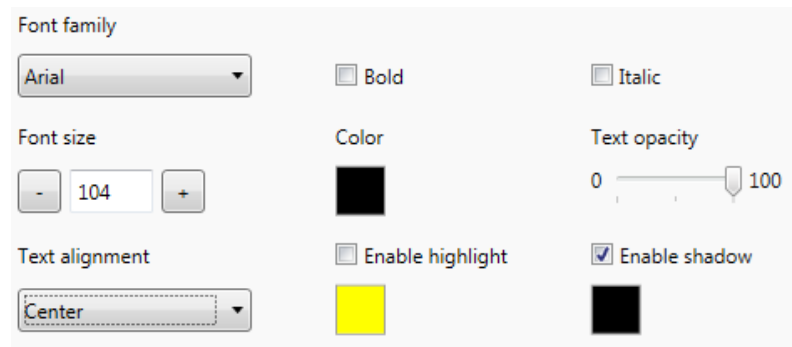 Font family
Arial Bold Italic
Font size Color Text opacity
- 104 + 0 100
Text alignment Enable highlight Enable shadow
Center